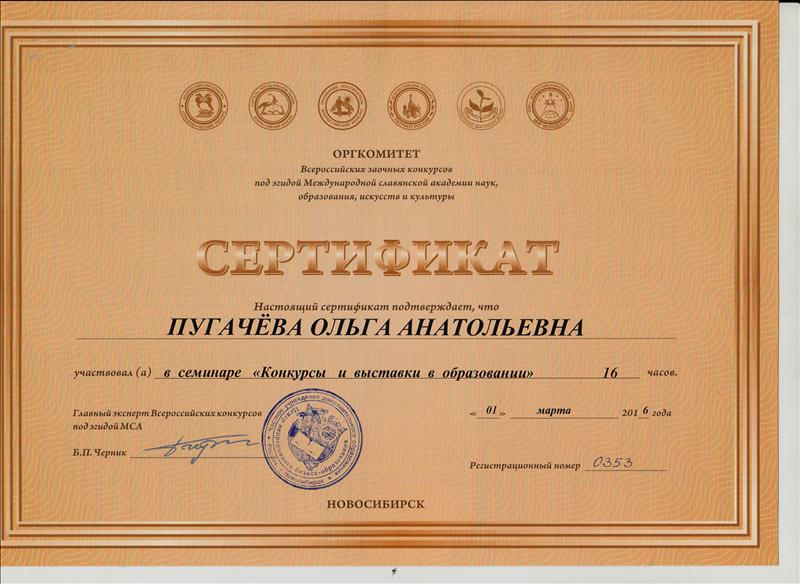 ОРГКОМИТЕТ
Всероссийских заочных конкурсов
под эгидой Международной славянской академии наук,
образования, искусств и культуры
СЕРТИФИКАТ
Настоящий сертификат подтверждает, что
ПУГАЧЁВА ОЛЬГА АНАТОЛЬЕВНА
участвовал (а) в семинаре «Конкурсы и выставки в образовании» 16 часов.
Главный эксперт Всероссийских конкурсов
под эгидой МСА
Б.П. Черник
« 01 » марта 2016 года
Регистрационный номер 0353
НОВОСИБИРСК